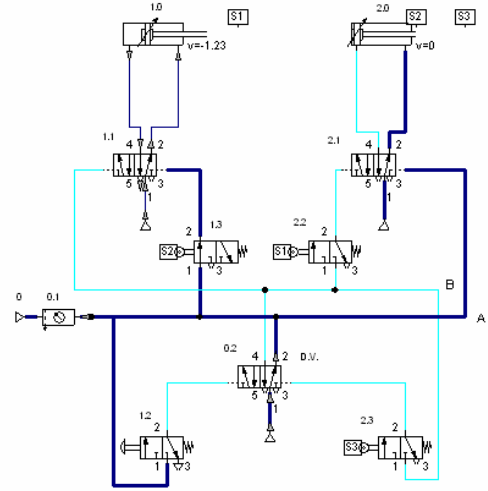 1.0 S1 2.0 S2 S3
v=-1.23 v=0
1.1 4 2 2.1 4 2
5 3 5 3
1 1
1.3 2.2
2 2
S2 S1
1 3 1 3
B
0 0.1
A
0.2 4 2 D.V.
5 3
1
1.2 2.3
2 2
S3
1 3 1 3